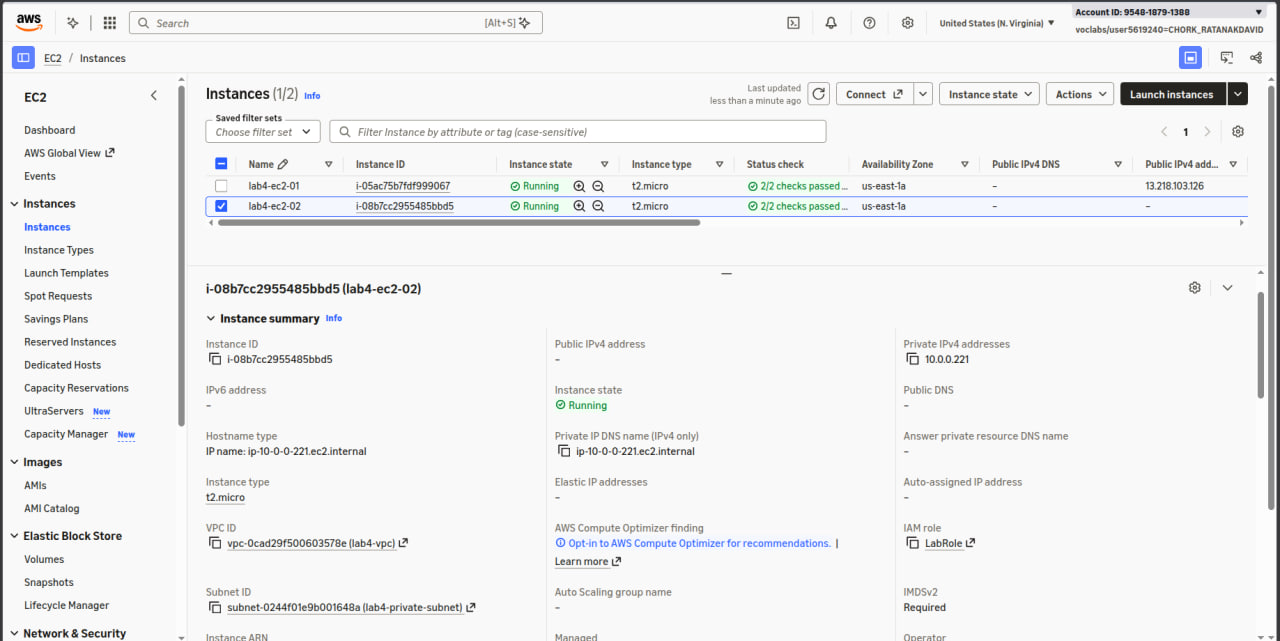 aws
Search
[Alt+S]
United States (N. Virginia)
Account ID: 9548-1879-1388
voclabs/user5619240=CHORK_RATANAKDAVID
EC2 / Instances
EC2
Dashboard
AWS Global View
Events
Instances
Instances
Instance Types
Launch Templates
Spot Requests
Savings Plans
Reserved Instances
Dedicated Hosts
Capacity Reservations
UltraServers New
Capacity Manager New
Images
AMIs
AMI Catalog
Elastic Block Store
Volumes
Snapshots
Lifecycle Manager
Network & Security
Instances (1/2) Info
Last updated
less than a minute ago
Connect
Instance state
Actions
Launch instances
Saved filter sets
Choose filter set
Filter Instance by attribute or tag (case-sensitive)
1
Name Instance ID Instance state Instance type Status check Availability Zone Public IPv4 DNS Public IPv4 add...
lab4-ec2-01 i-05ac75b7fdf999067 Running t2.micro 2/2 checks passed ... us-east-1a – 13.218.103.126
lab4-ec2-02 i-08b7cc2955485bbd5 Running t2.micro 2/2 checks passed ... us-east-1a – –
i-08b7cc2955485bbd5 (lab4-ec2-02)
Instance summary Info
Instance ID
i-08b7cc2955485bbd5
Public IPv4 address
–
Private IPv4 addresses
10.0.0.221
IPv6 address
–
Instance state
Running
Public DNS
–
Hostname type
IP name: ip-10-0-0-221.ec2.internal
Private IP DNS name (IPv4 only)
ip-10-0-0-221.ec2.internal
Answer private resource DNS name
–
Instance type
t2.micro
Elastic IP addresses
–
Auto-assigned IP address
–
VPC ID
vpc-0cad29f500603578e (lab4-vpc)
AWS Compute Optimizer finding
Opt-in to AWS Compute Optimizer for recommendations. |
Learn more
IAM role
LabRole
Subnet ID
subnet-0244f01e9b001648a (lab4-private-subnet)
Auto Scaling group name
–
IMDSv2
Required
Instance ARN
Managed
Operator